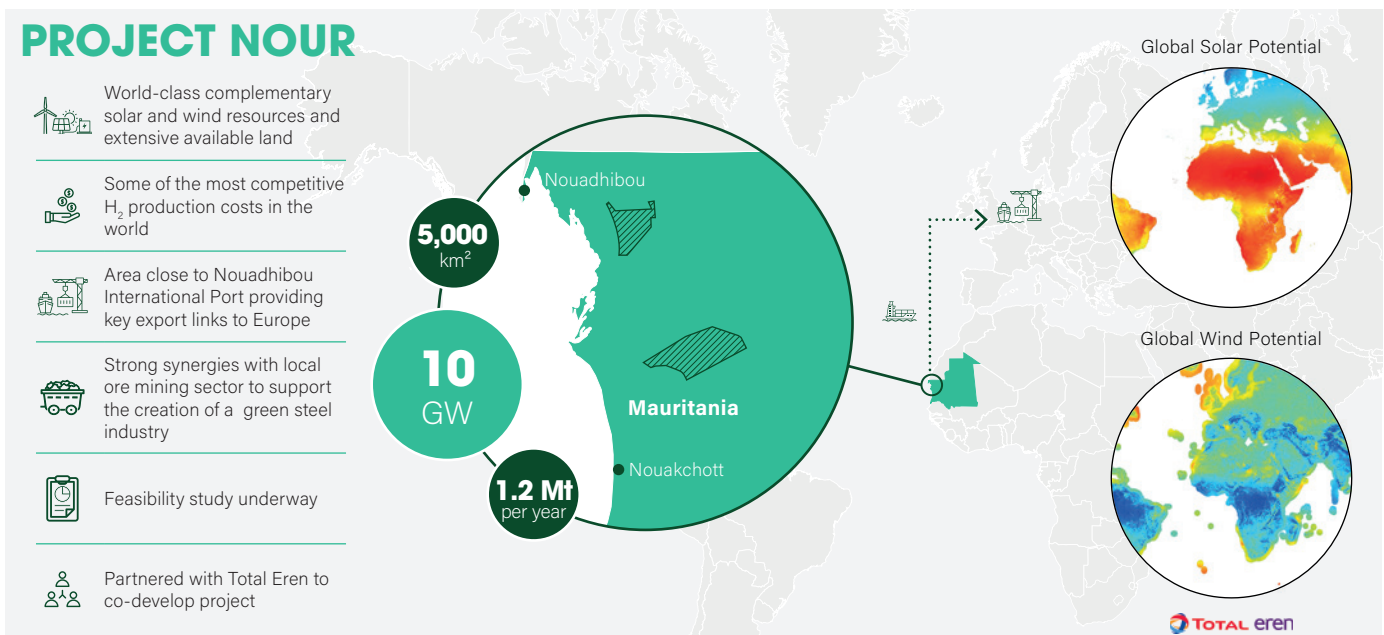 PROJECT NOUR
World-class complementary
solar and wind resources and
extensive available land
Some of the most competitive
H₂ production costs in the
world
Area close to Nouadhibou
International Port providing
key export links to Europe
Strong synergies with local
ore mining sector to support
the creation of a green steel
industry
Feasibility study underway
Partnered with Total Eren to
co-develop project
5,000
km²
10
GW
1.2 Mt
per year
Nouadhibou
Mauritania
Nouakchott
Global Solar Potential
Global Wind Potential
TOTAL eren